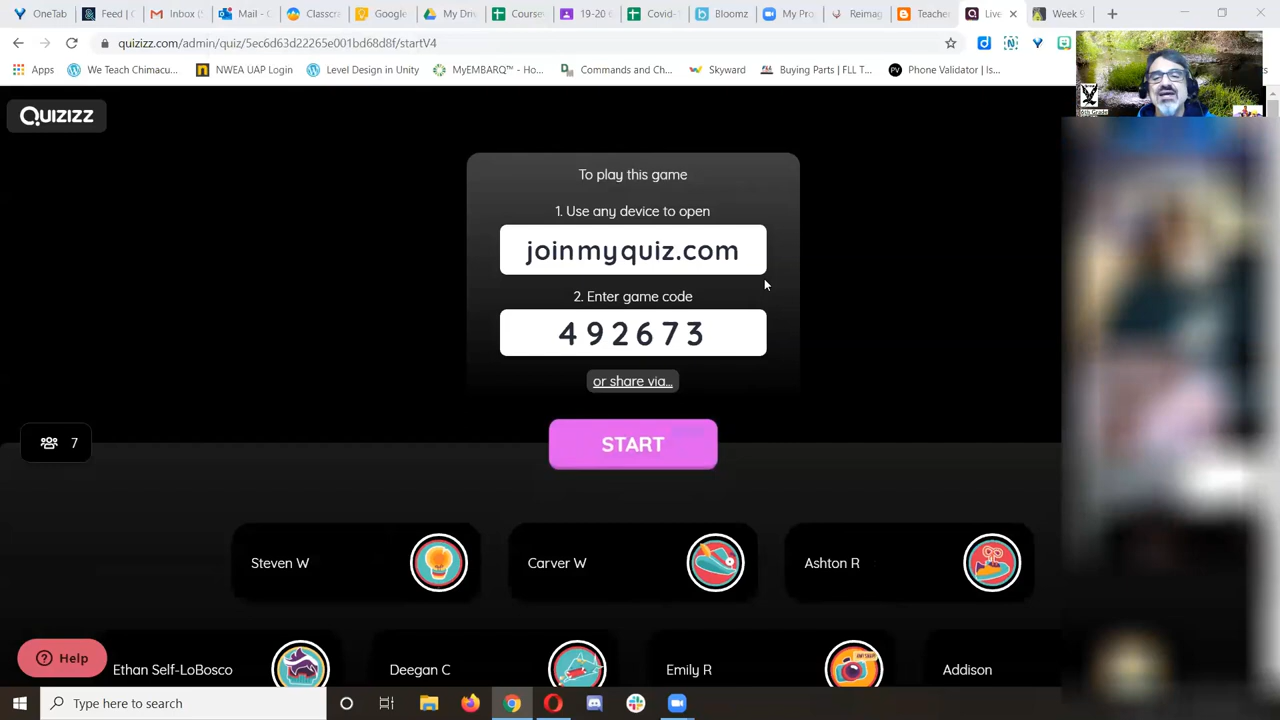 OneTab
Feed | C
Inbox (S
Mail - C
Classcre
Google
My Driv
Course
19-20 6
Covid-
Bloomz
My Pro
Reimag
Teacher
Live
Week 9
quizizz.com/admin/quiz/5ec6d63d22265e001bd68d8f/startV4
Apps
We Teach Chimacu...
NWEA UAP Login
Level Design in Unity
MyEMBARQ™ - Ho...
Commands and Ch...
Skyward
Buying Parts | FLL T...
Phone Validator | Is...
Quizizz
To play this game
1. Use any device to open
joinmyquiz.com
2. Enter game code
492673
or share via...
START
7
Steven W
Carver W
Ashton R
Help
Ethan Self-LoBosco
Deegan C
Emily R
Addison
Type here to search